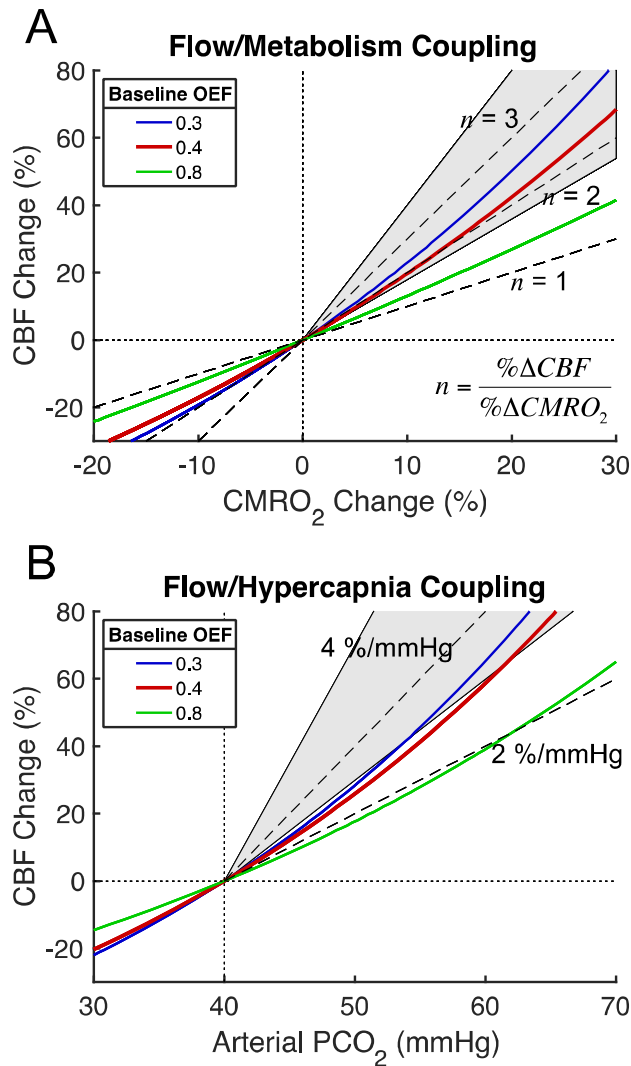 A
Flow/Metabolism Coupling
Baseline OEF
0.3
0.4
0.8
80
60
40
20
0
-20
CBF Change (%)
n = 3
n = 2
n = 1
n = %ΔCBF / %ΔCMRO₂
-20 -10 0 10 20 30
CMRO₂ Change (%)
B
Flow/Hypercapnia Coupling
Baseline OEF
0.3
0.4
0.8
80
60
40
20
0
-20
CBF Change (%)
4 %/mmHg
2 %/mmHg
30 40 50 60 70
Arterial PCO₂ (mmHg)